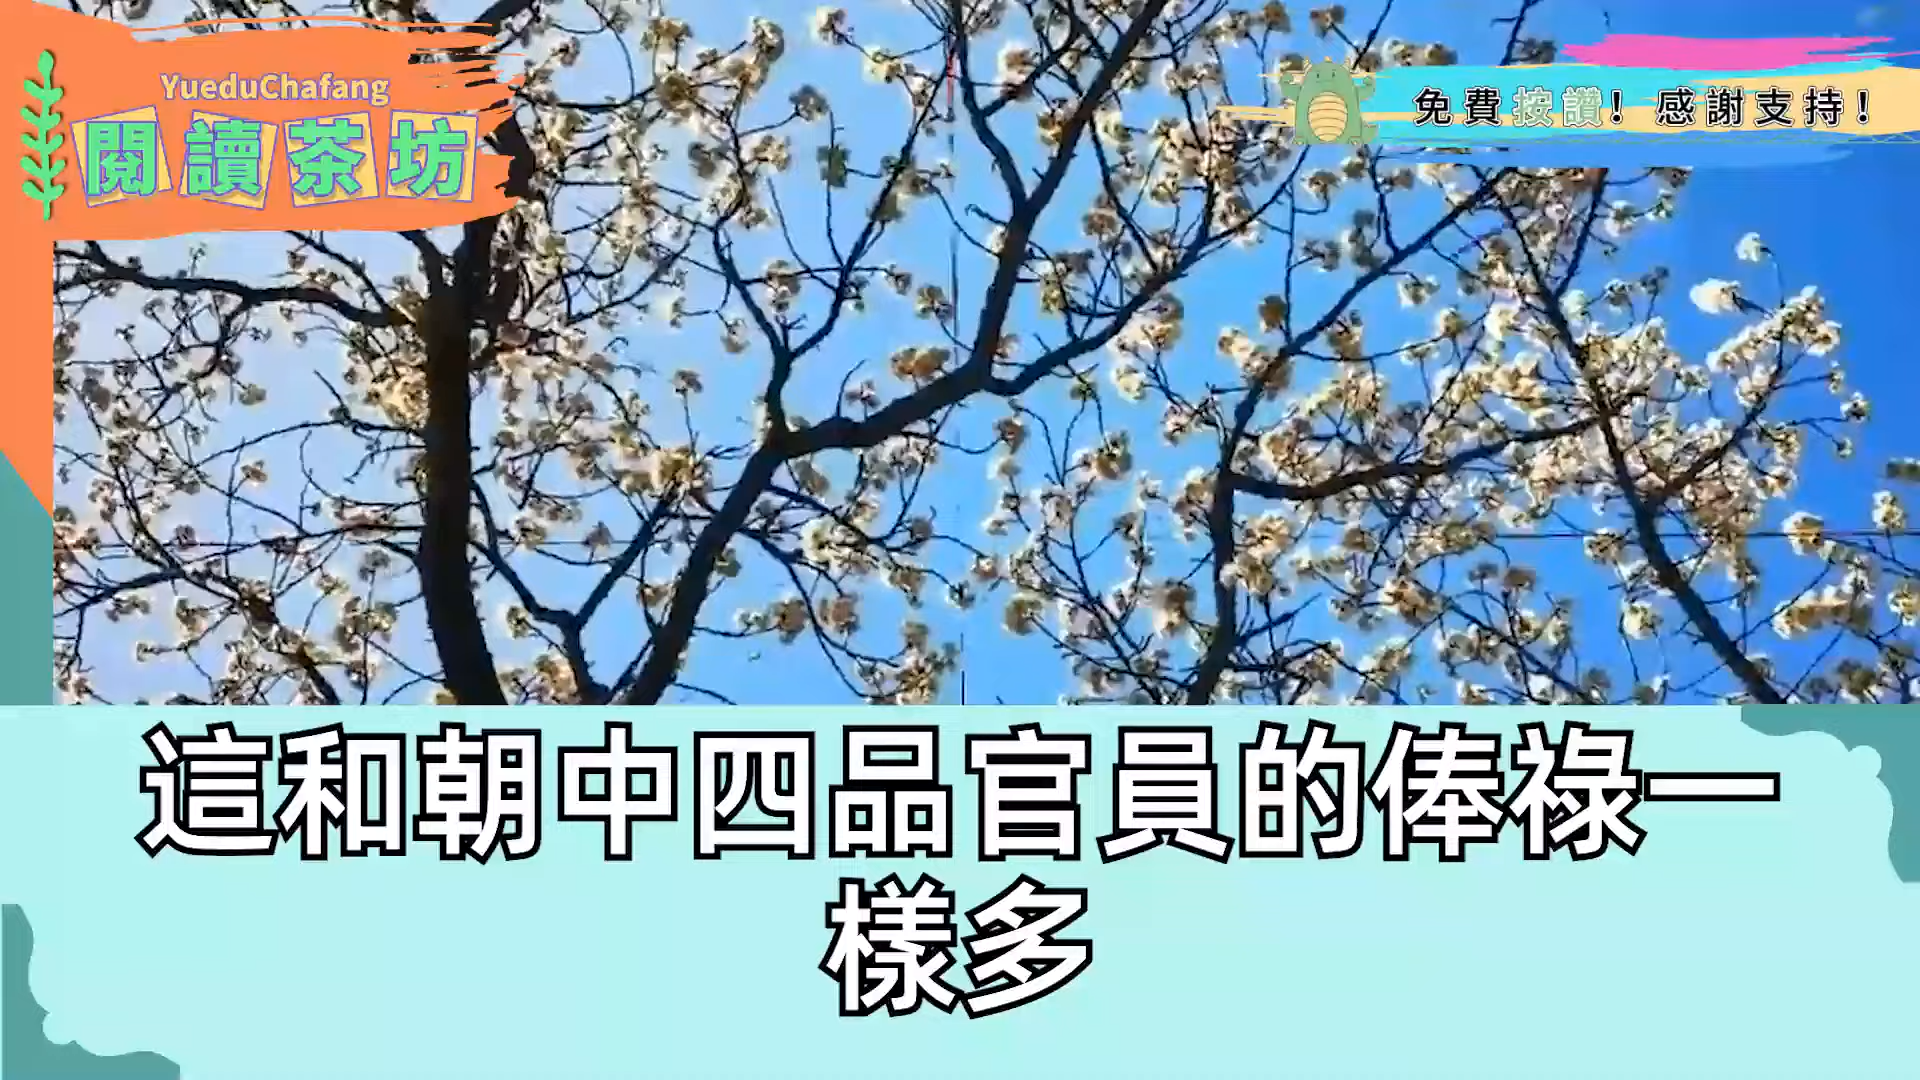 YueduChafang
閱讀茶坊
免費按讚！感謝支持！
這和朝中四品官員的俸祿一
樣多